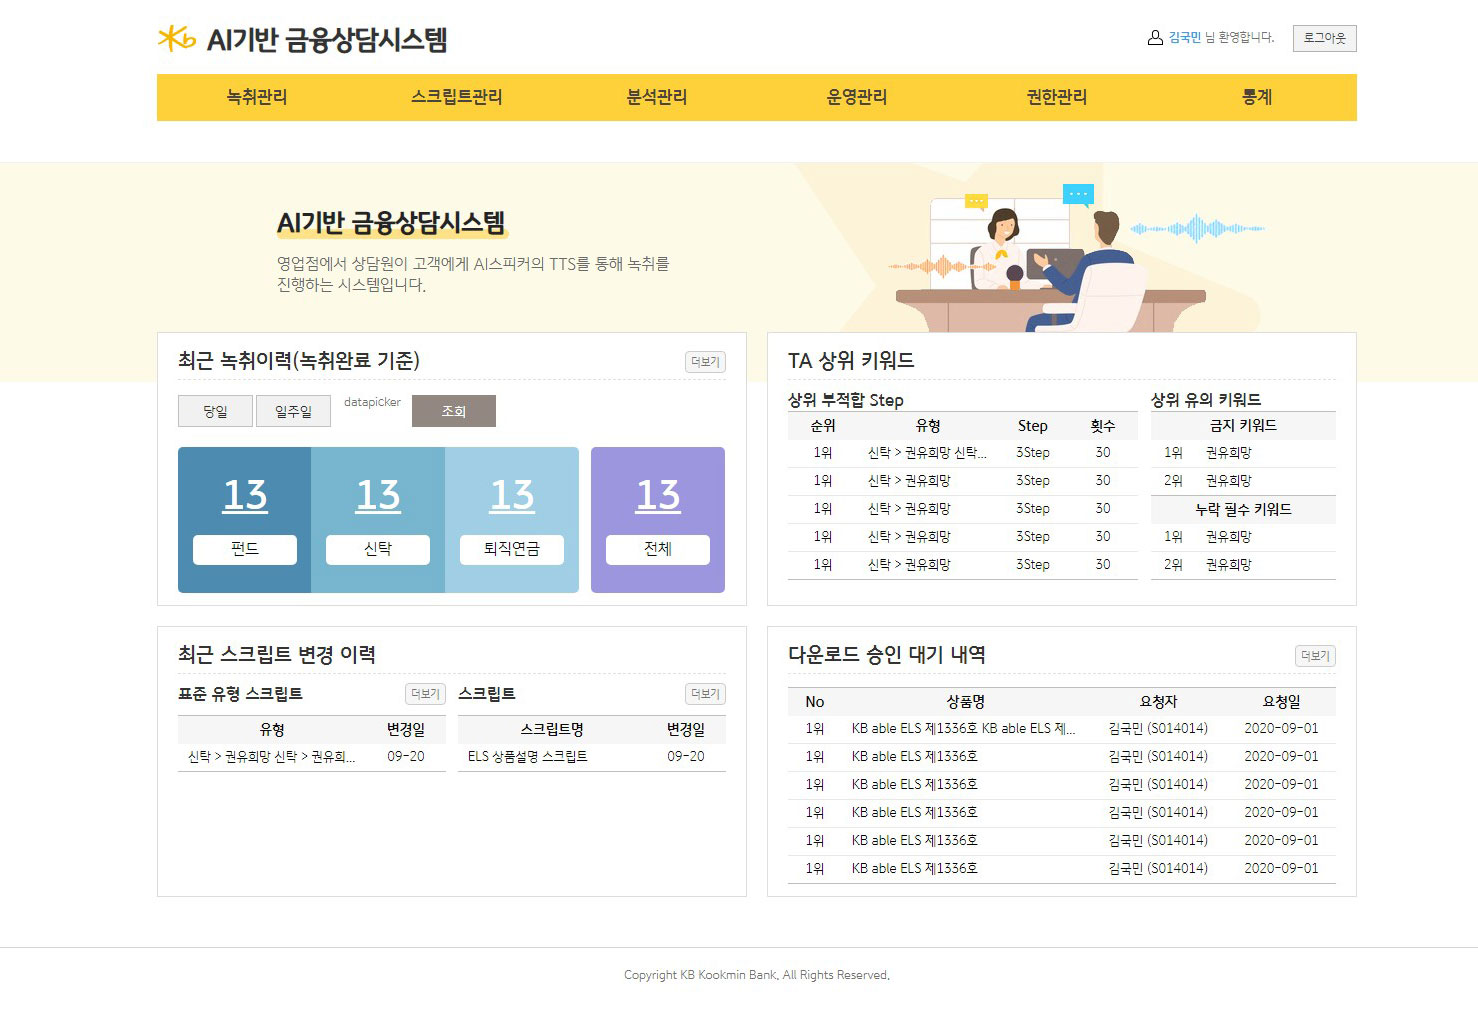 Kb AI기반 금융상담시스템
김국민 님 환영합니다.
로그아웃
녹취관리 스크립트관리 분석관리 운영관리 권한관리 통계
AI기반 금융상담시스템
영업점에서 상담원이 고객에게 AI스피커의 TTS를 통해 녹취를
진행하는 시스템입니다.
최근 녹취이력(녹취완료 기준) 더보기
당일 일주일 datapicker 조회
13 13 13 13
펀드 신탁 퇴직연금 전체
TA 상위 키워드
상위 부적합 Step
순위 유형 Step 횟수
1위 신탁 > 권유희망 신탁... 3Step 30
1위 신탁 > 권유희망 3Step 30
1위 신탁 > 권유희망 3Step 30
1위 신탁 > 권유희망 3Step 30
1위 신탁 > 권유희망 3Step 30
상위 유의 키워드
금지 키워드
1위 권유희망
2위 권유희망
누락 필수 키워드
1위 권유희망
2위 권유희망
최근 스크립트 변경 이력
표준 유형 스크립트 더보기
유형 변경일
신탁 > 권유희망 신탁 > 권유희... 09-20
스크립트 더보기
스크립트명 변경일
ELS 상품설명 스크립트 09-20
다운로드 승인 대기 내역 더보기
No 상품명 요청자 요청일
1위 KB able ELS 제1336호 KB able ELS 제... 김국민 (S014014) 2020-09-01
1위 KB able ELS 제1336호 김국민 (S014014) 2020-09-01
1위 KB able ELS 제1336호 김국민 (S014014) 2020-09-01
1위 KB able ELS 제1336호 김국민 (S014014) 2020-09-01
1위 KB able ELS 제1336호 김국민 (S014014) 2020-09-01
1위 KB able ELS 제1336호 김국민 (S014014) 2020-09-01
Copyright KB Kookmin Bank. All Rights Reserved.